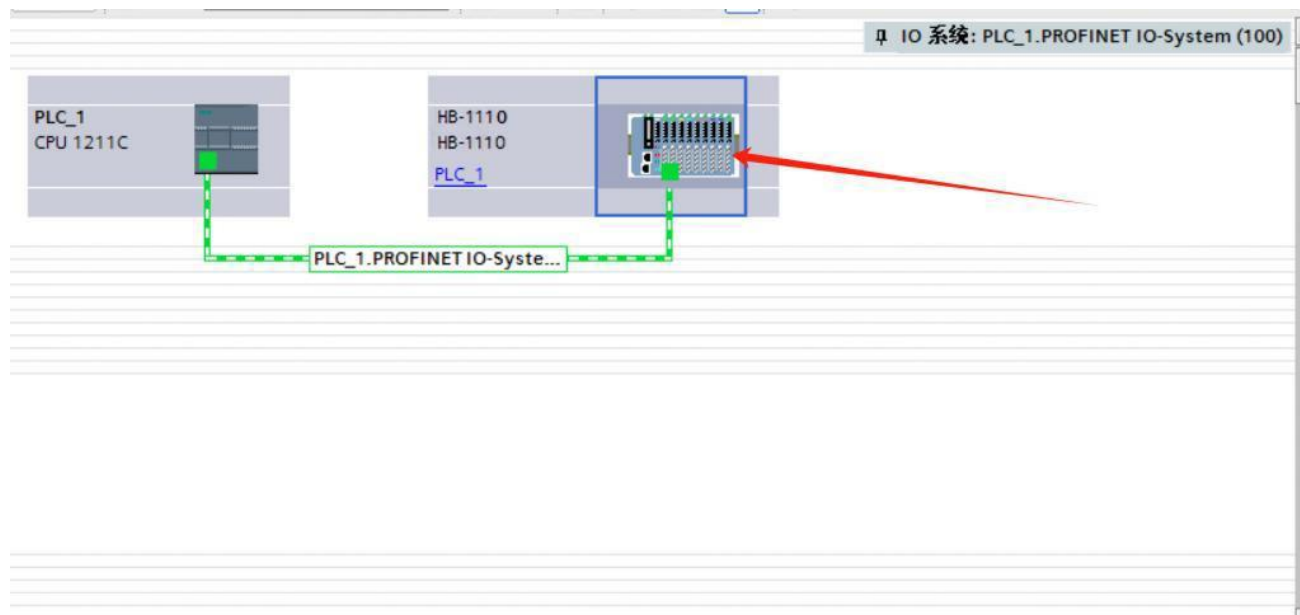 IO 系统: PLC_1.PROFINET IO-System (100)
PLC_1
CPU 1211C
HB-1110
HB-1110
PLC_1
PLC_1.PROFINET IO-Syste...